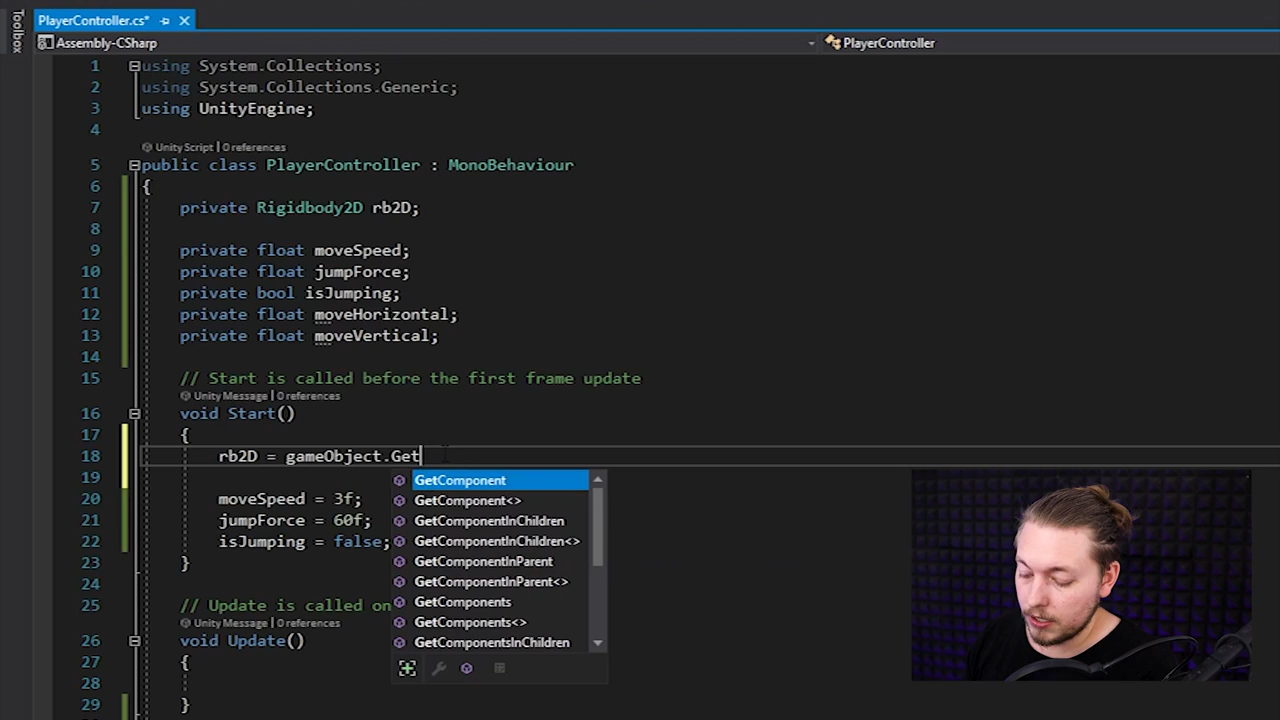 Toolbox
PlayerController.cs*
Assembly-CSharp
PlayerController
1 using System.Collections;
2 using System.Collections.Generic;
3 using UnityEngine;
4
Unity Script | 0 references
5 public class PlayerController : MonoBehaviour
6 {
7 private Rigidbody2D rb2D;
8
9 private float moveSpeed;
10 private float jumpForce;
11 private bool isJumping;
12 private float moveHorizontal;
13 private float moveVertical;
14
15 // Start is called before the first frame update
Unity Message | 0 references
16 void Start()
17 {
18 rb2D = gameObject.Get
19
GetComponent
GetComponent<>
GetComponentInChildren
GetComponentInChildren<>
GetComponentInParent
GetComponentInParent<>
GetComponents
GetComponents<>
GetComponentsInChildren
20 moveSpeed = 3f;
21 jumpForce = 60f;
22 isJumping = false;
23 }
24
25 // Update is called on
Unity Message | 0 references
26 void Update()
27 {
28
29 }